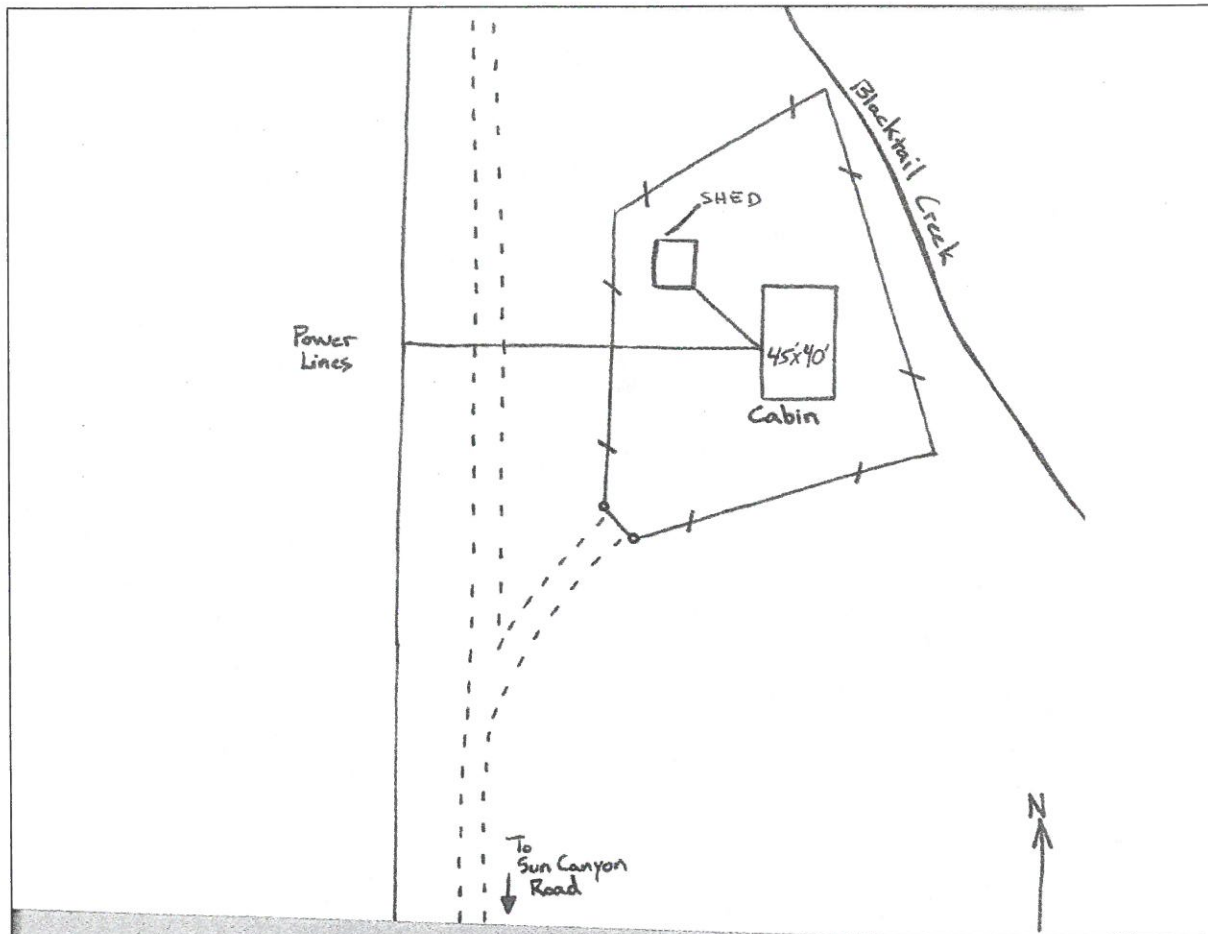 Blacktail Creek
SHED
Power
Lines
45'x40'
Cabin
N
To
Sun Canyon
Road